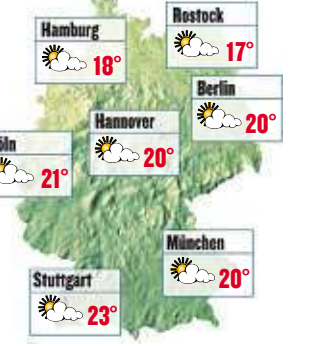 Rostock
17°
Hamburg
18°
Berlin
20°
Hannover
20°
öln
21°
München
20°
Stuttgart
23°